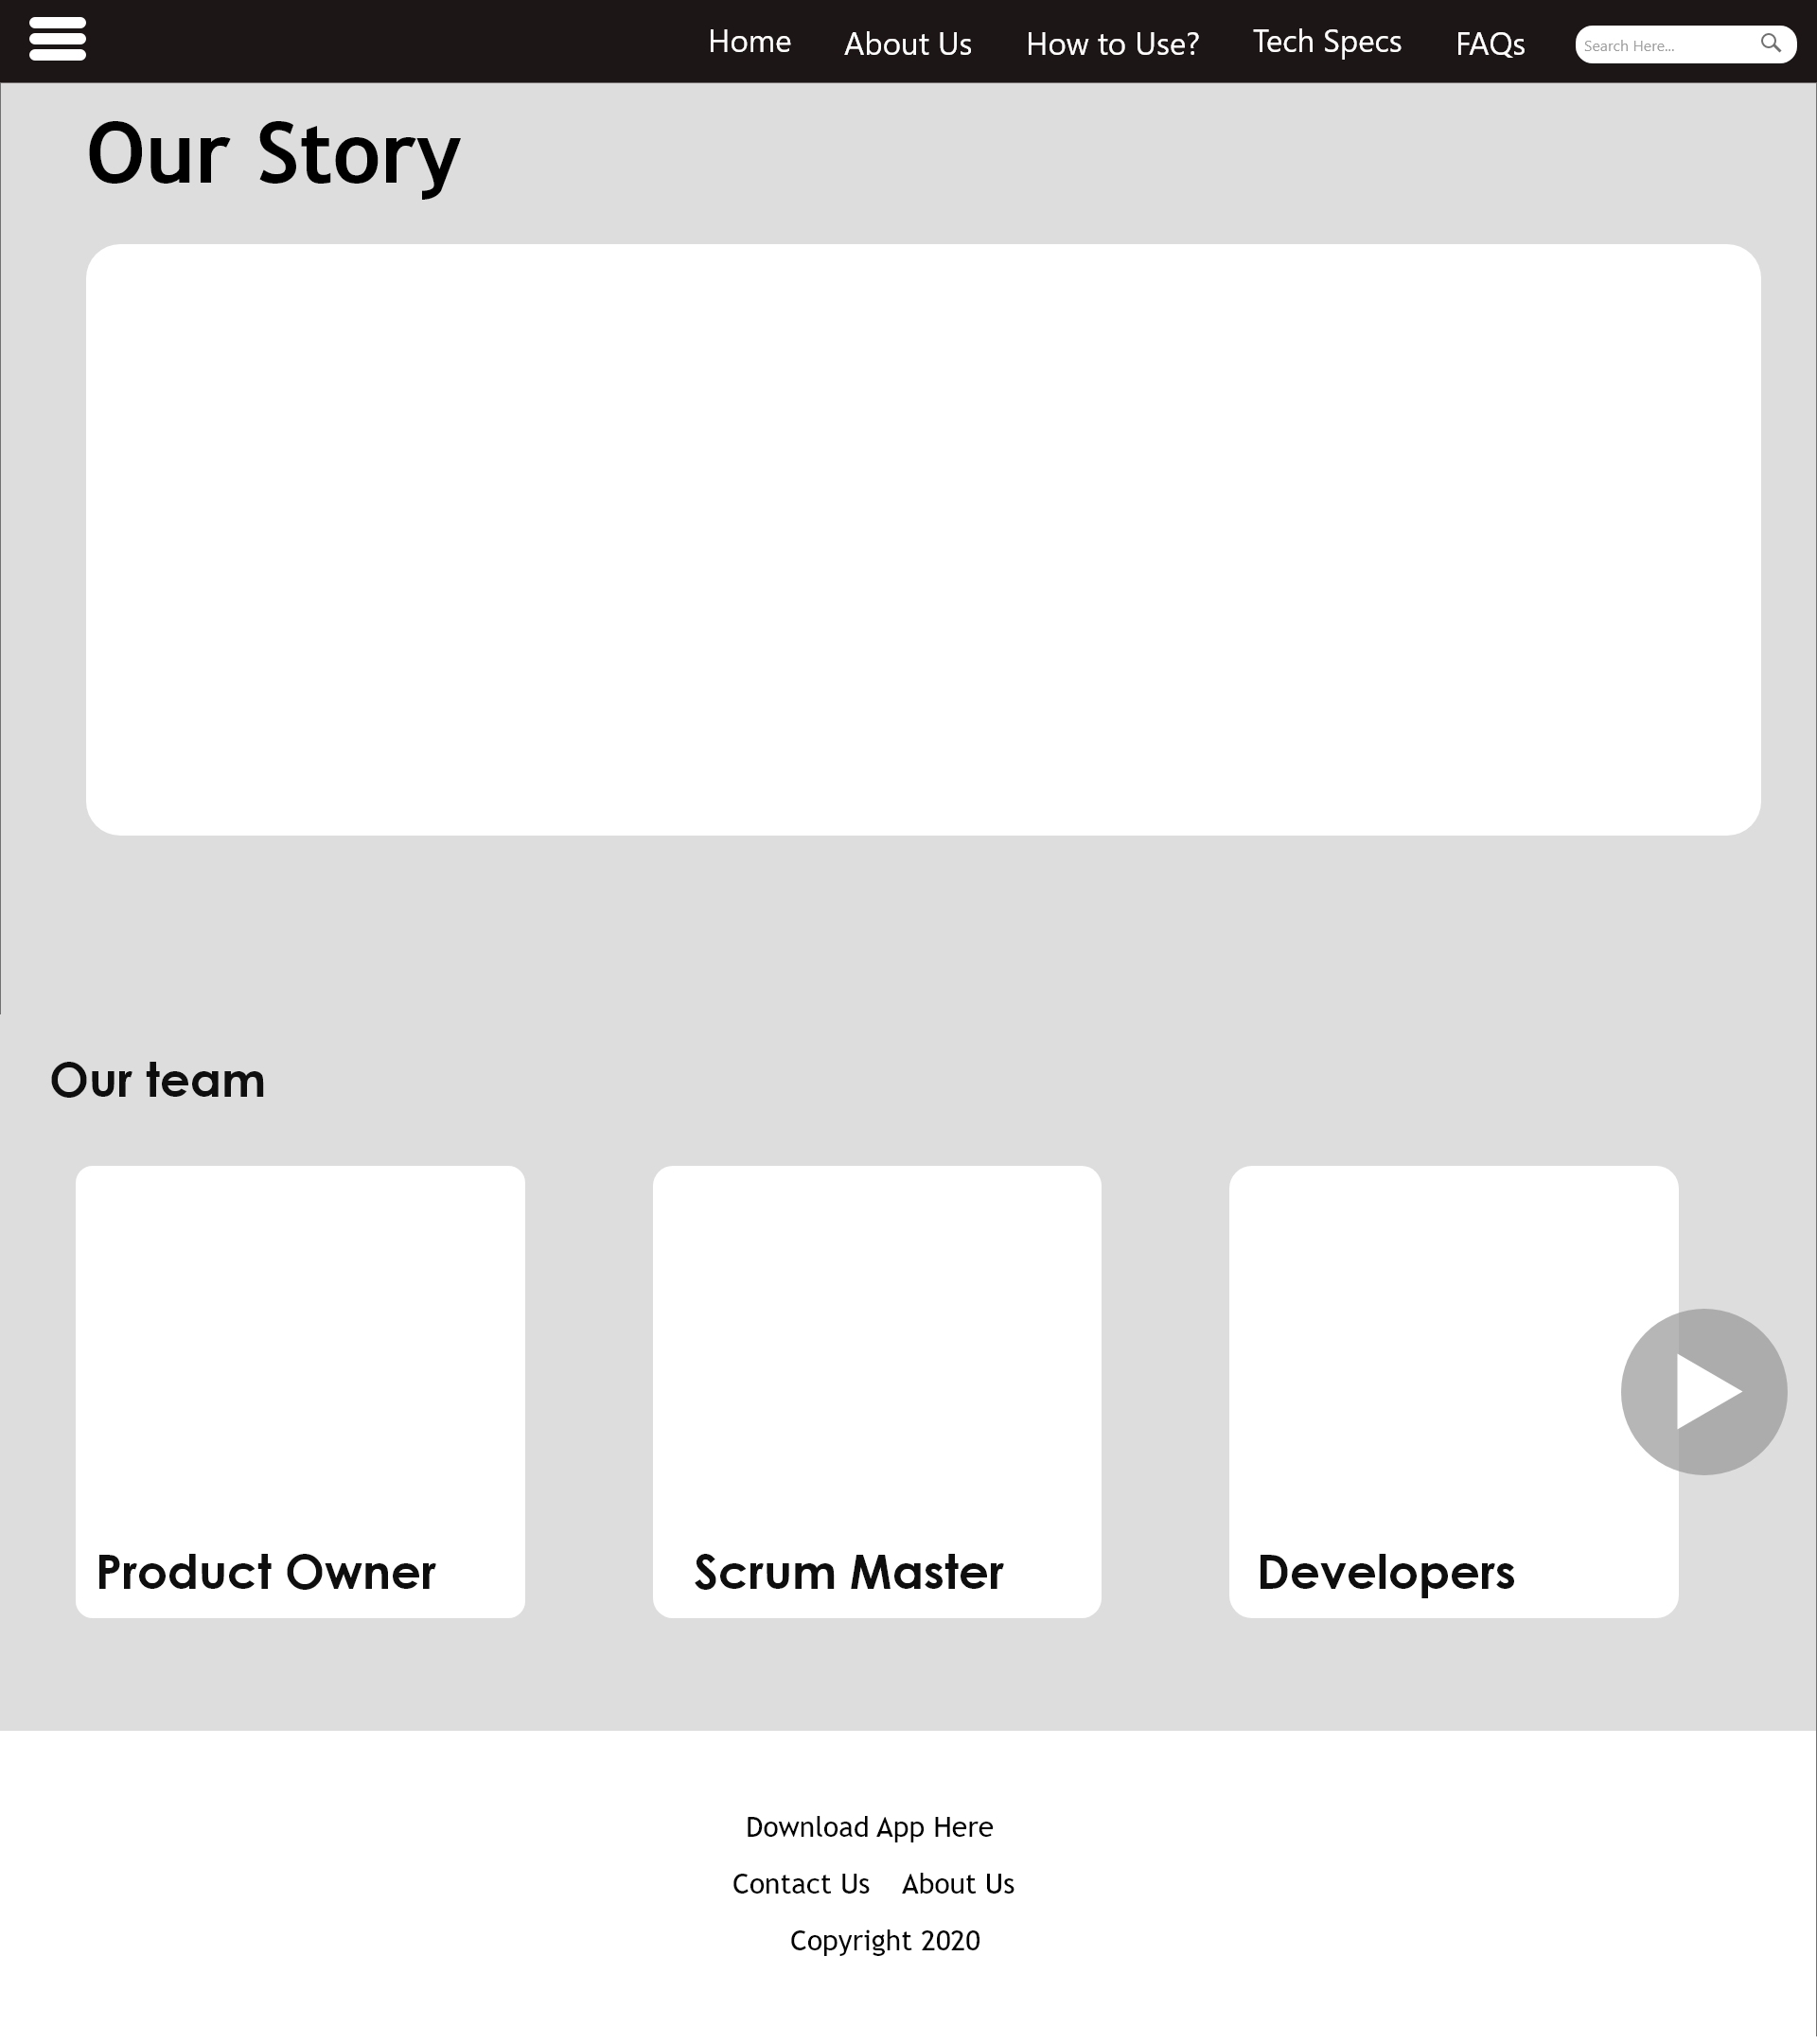 Home About Us How to Use? Tech Specs FAQs Search Here...
Our Story
Our team
Product Owner Scrum Master Developers
Download App Here
Contact Us About Us
Copyright 2020